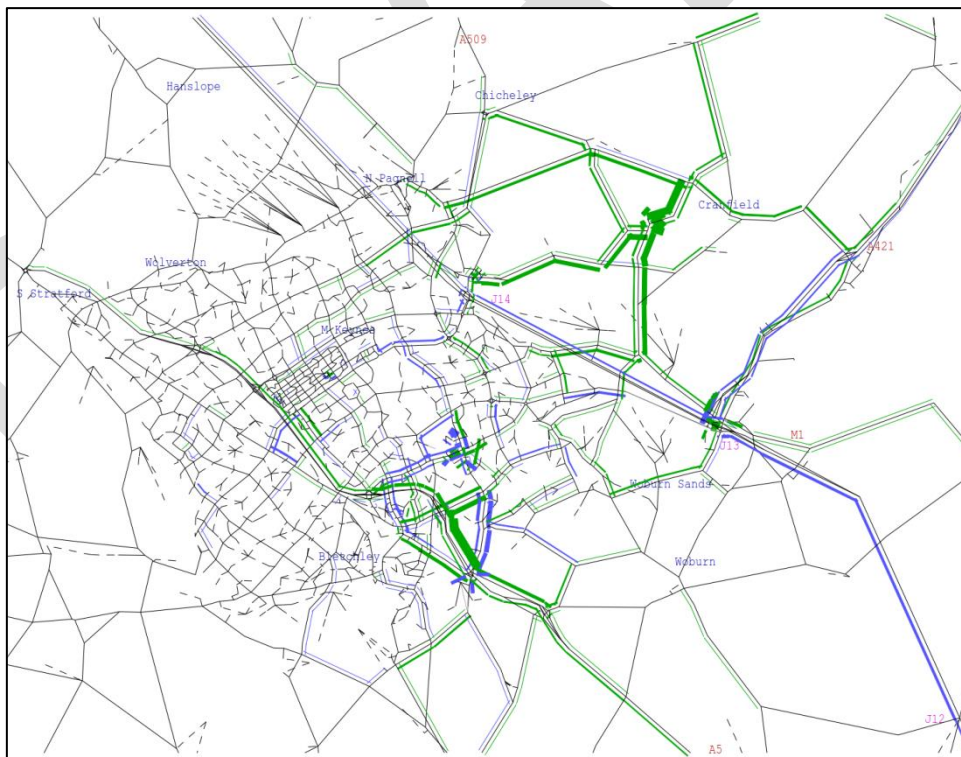 A509
Hanslope
Chicheley
N Pagnell
Cranfield
A421
Wolverton
S Stratford
J14
M Keynes
M1
J13
Woburn Sands
Bletchley
Woburn
J12
A5